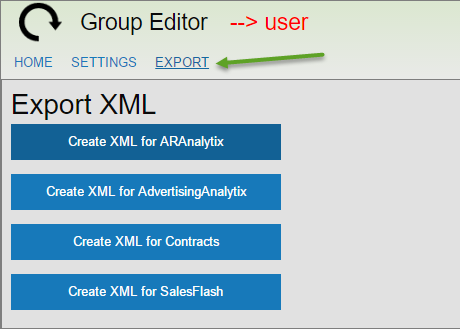 Group Editor --> user
HOME SETTINGS EXPORT
Export XML
Create XML for ARAnalytix
Create XML for AdvertisingAnalytix
Create XML for Contracts
Create XML for SalesFlash